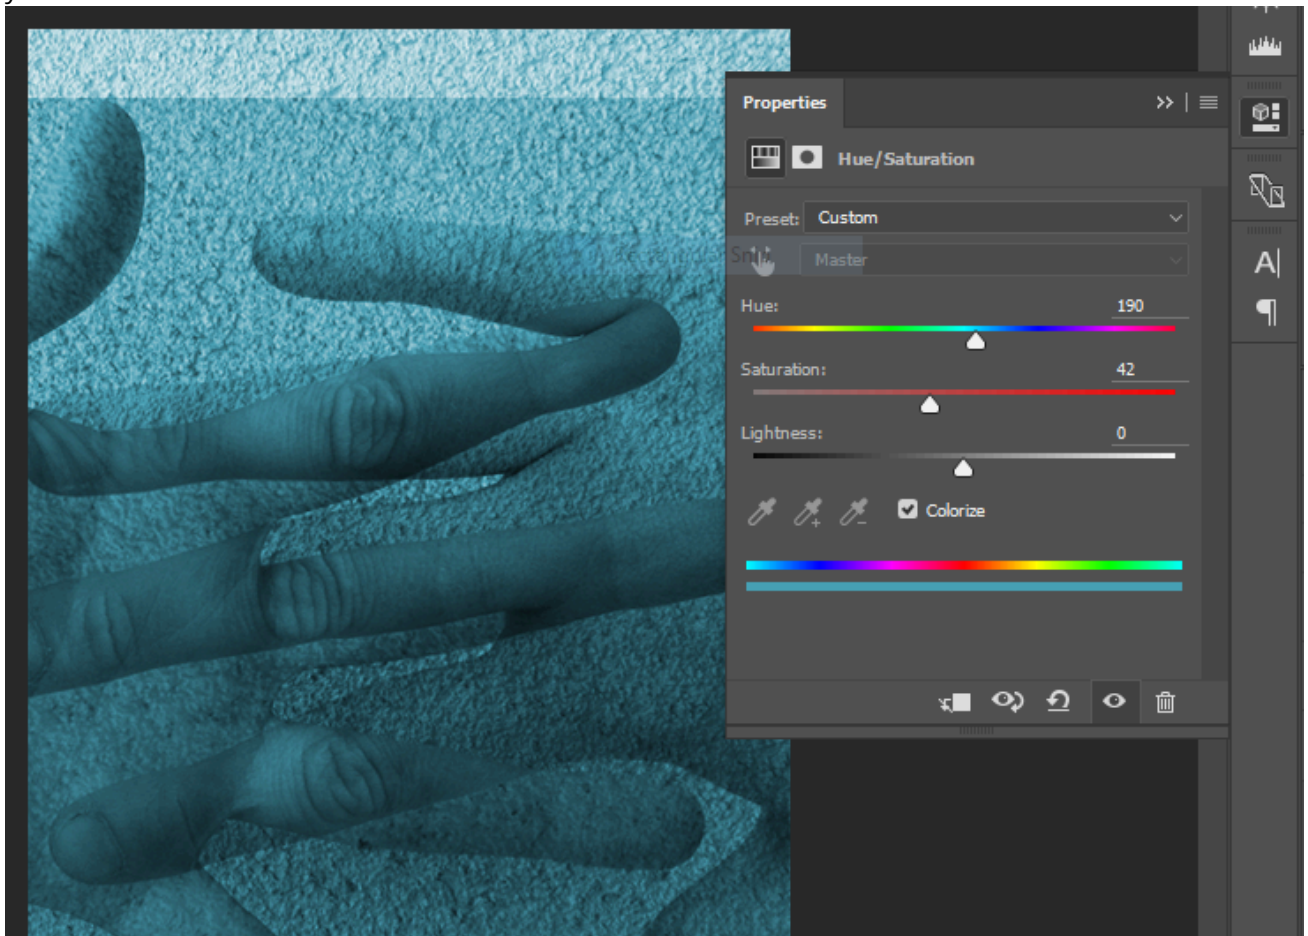 y
Properties
Hue/Saturation
Preset: Custom
Master
Hue: 190
Saturation: 42
Lightness: 0
Colorize
A